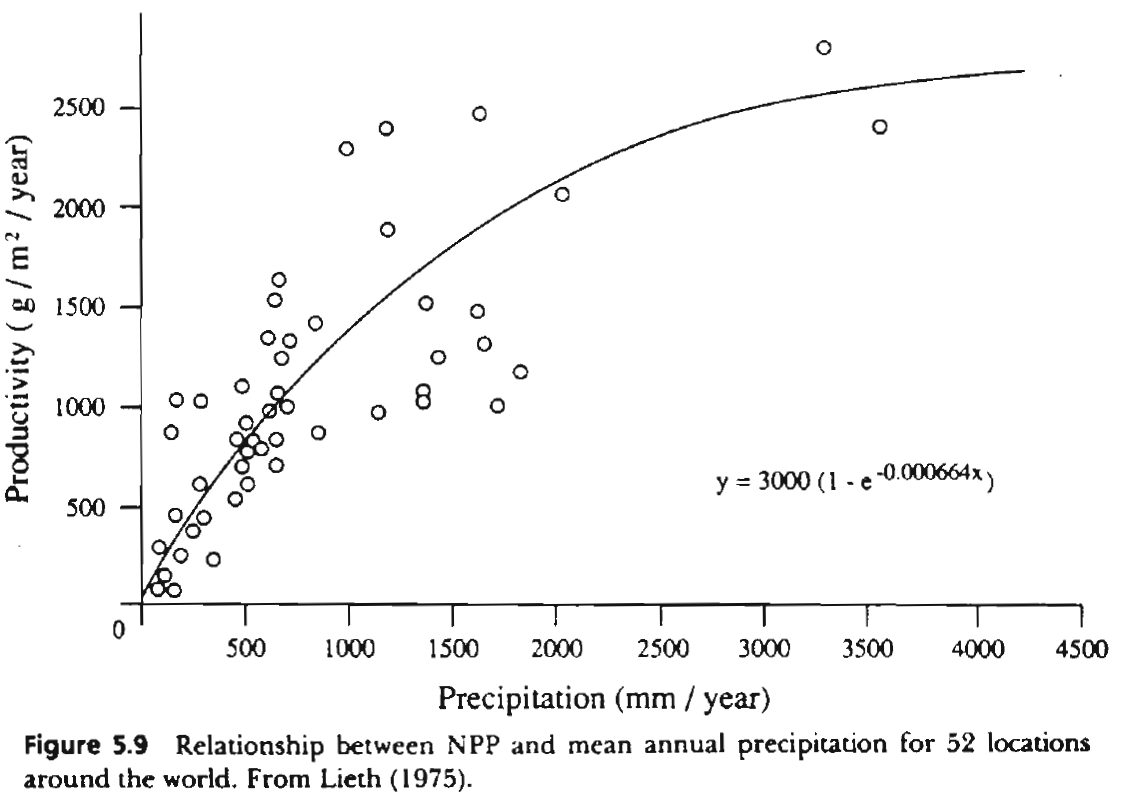 2500
2000
1500
1000
500
0
500 1000 1500 2000 2500 3000 3500 4000 4500
Productivity ( g / m² / year)
y = 3000 (1 - e^-0.000664x)
Precipitation (mm / year)
Figure 5.9 Relationship between NPP and mean annual precipitation for 52 locations
around the world. From Lieth (1975).